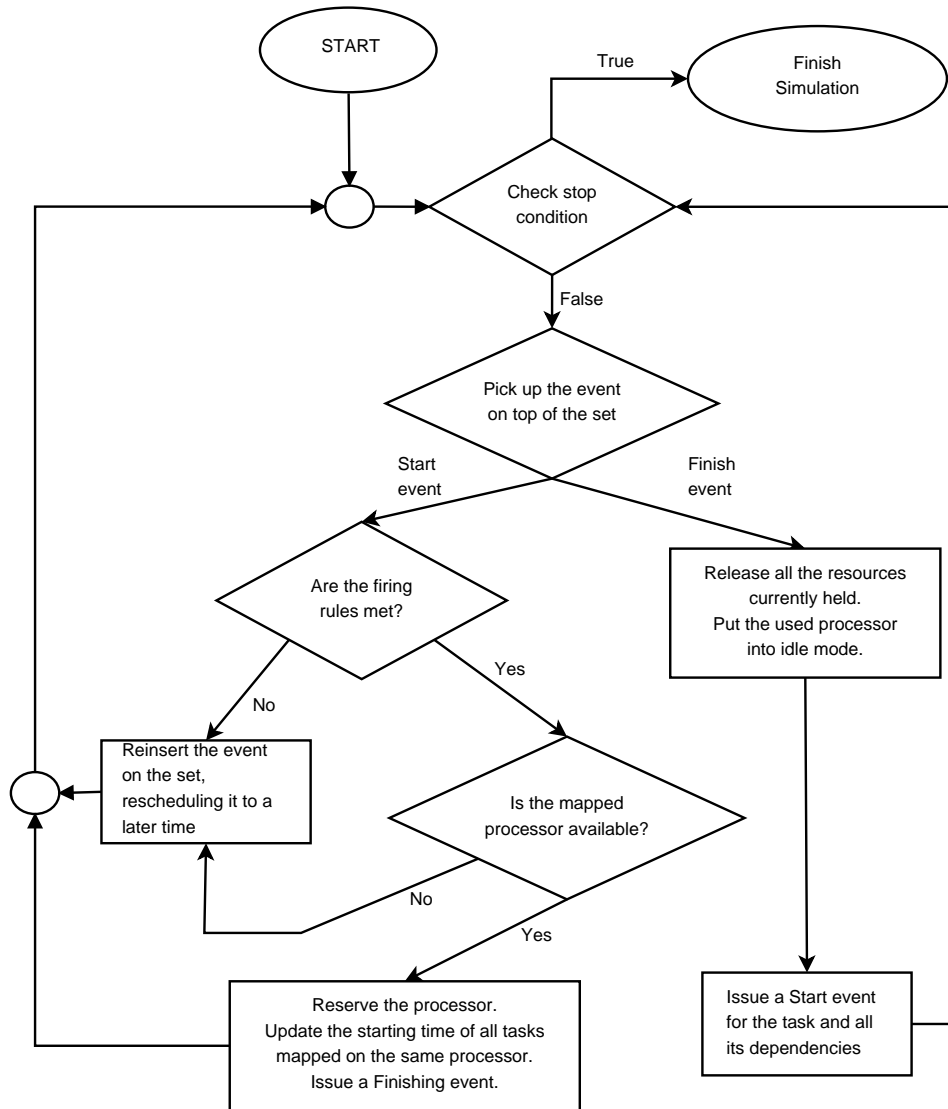 START
True
Finish
Simulation
Check stop
condition
False
Pick up the event
on top of the set
Start
event
Finish
event
Are the firing
rules met?
Release all the resources
currently held.
Put the used processor
into idle mode.
Yes
No
Reinsert the event
on the set,
rescheduling it to a
later time
Is the mapped
processor available?
No
Yes
Reserve the processor.
Update the starting time of all tasks
mapped on the same processor.
Issue a Finishing event.
Issue a Start event
for the task and all
its dependencies